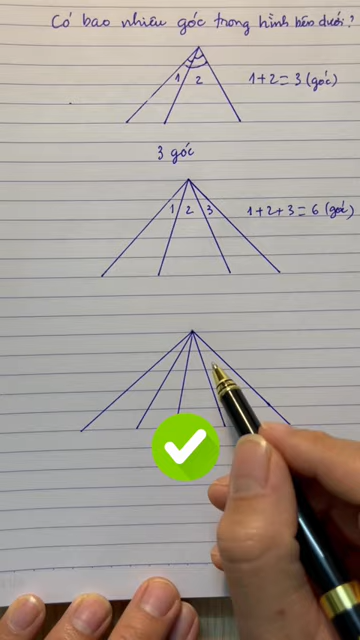 Có bao nhiêu góc trong hình bên dưới?
1 2 1+2=3 (góc)
3 góc
1 2 3 1+2+3=6 (góc)